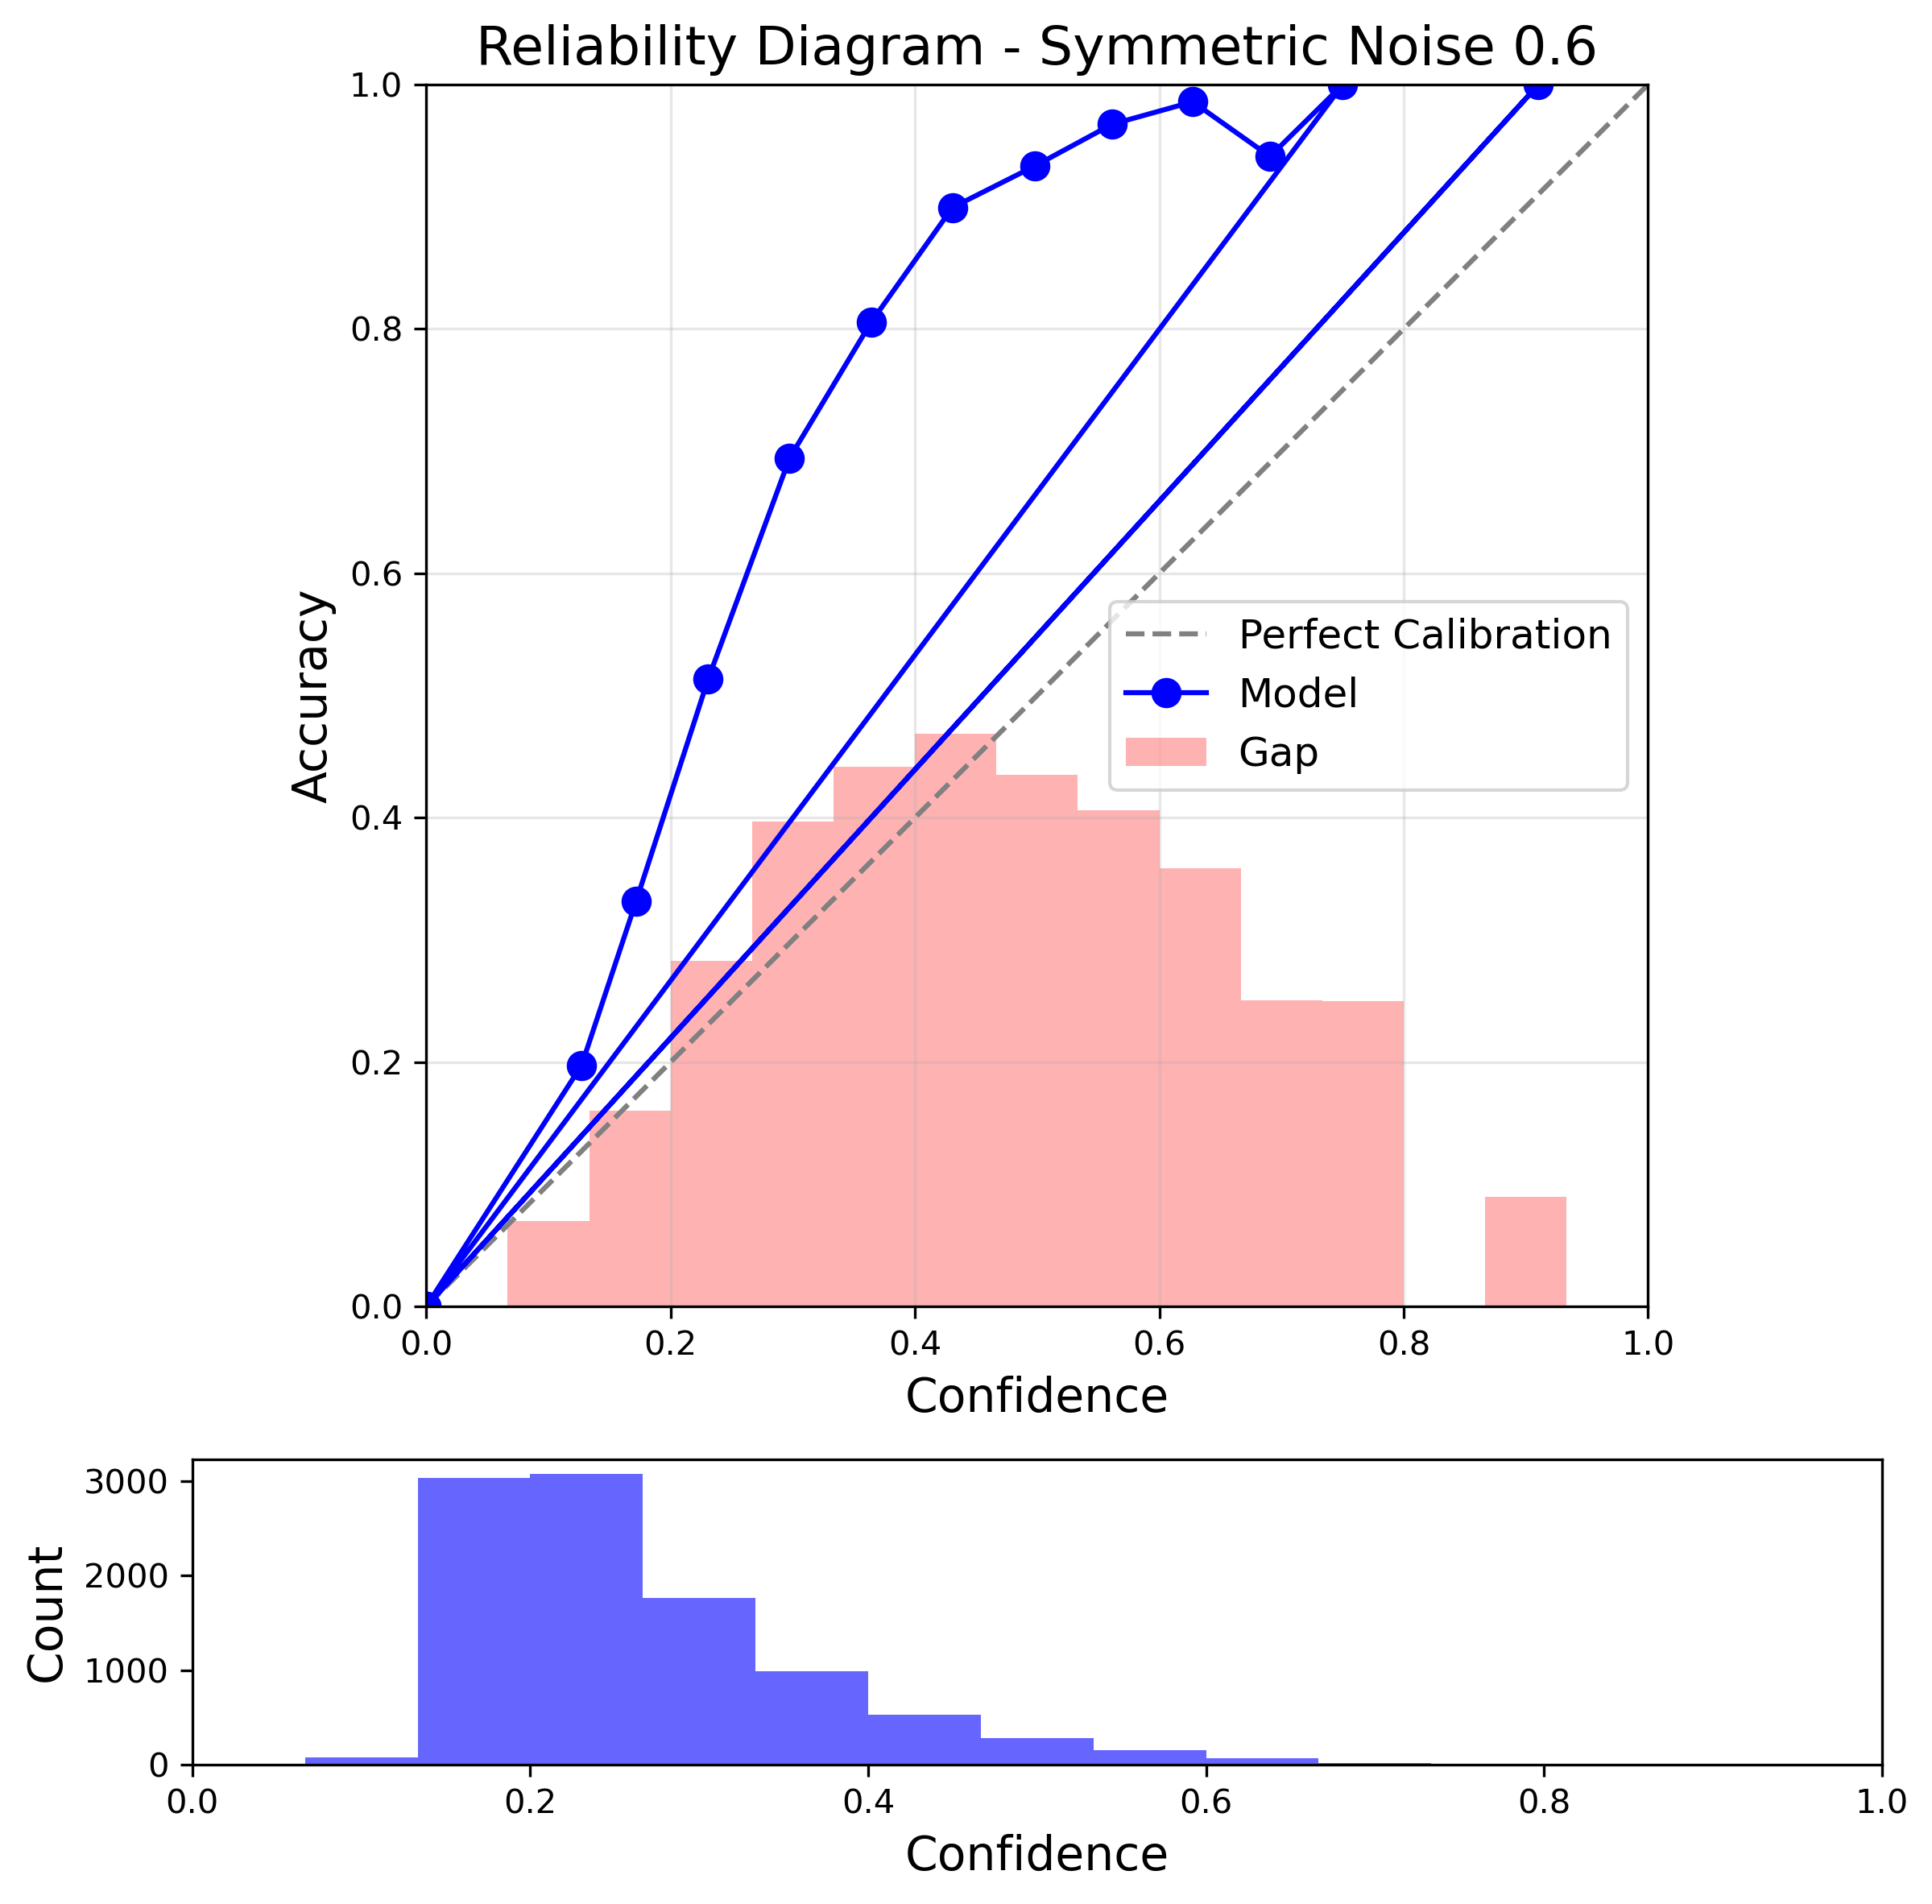 Reliability Diagram - Symmetric Noise 0.6
1.0
0.8
0.6
0.4
0.2
0.0
Accuracy
Perfect Calibration
Model
Gap
0.0 0.2 0.4 0.6 0.8 1.0
Confidence
3000
2000
1000
0
Count
0.0 0.2 0.4 0.6 0.8 1.0
Confidence